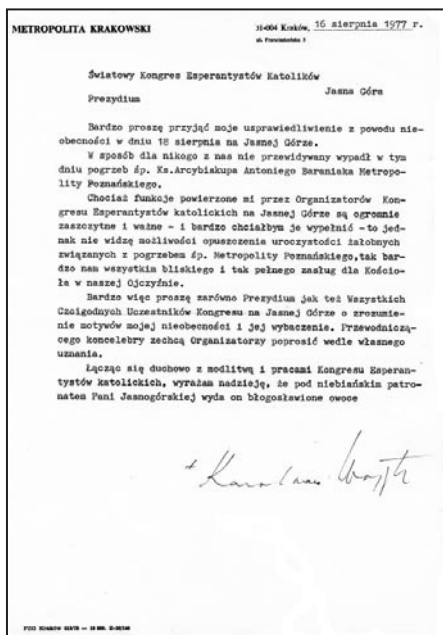 METROPOLITA KRAKOWSKI
31-004 Kraków, 16 sierpnia 1977 r.
ul. Franciszkańska 3
Światowy Kongres Esperantystów Katolików
Jasna Góra
Prezydium
Bardzo proszę przyjąć moje usprawiedliwienie z powodu nie-
obecności w dniu 18 sierpnia na Jasnej Górze.
W sposób dla nikogo z nas nie przewidywany wypadł w tym
dniu pogrzeb śp. Ks.Arcybiskupa Antoniego Baraniaka Metropo-
lity Poznańskiego.
Chociaż funkcje powierzone mi przez Organizatorów Kon-
gresu Esperantystów katolickich na Jasnej Górze są ogromnie
zaszczytne i ważne - i bardzo chciałbym je wypełnić -to jed-
nak nie widzę możliwości opuszczenia uroczystości żałobnych
związanych z pogrzebem śp. Metropolity Poznańskiego,tak bar-
dzo nam wszystkim bliskiego i tak pełnego zasług dla Kościo-
ła w naszej Ojczyźnie.
Bardzo więc proszę zarówno Prezydium jak też Wszystkich
Czcigodnych Uczestników Kongresu na Jasnej Górze o zrozumie-
nie motywów mojej nieobecności i jej wybaczenie. Przewodniczą-
cego koncelebry zechcą Organizatorzy poprosić wedle własnego
uznania.
Łącząc się duchowo z modlitwą i pracami Kongresu Esperan-
tystów katolickich, wyrażam nadzieję, że pod niebiańskim patro-
natem Pani Jasnogórskiej wyda on błogosławione owoce
+ Karol card. Wojtyła